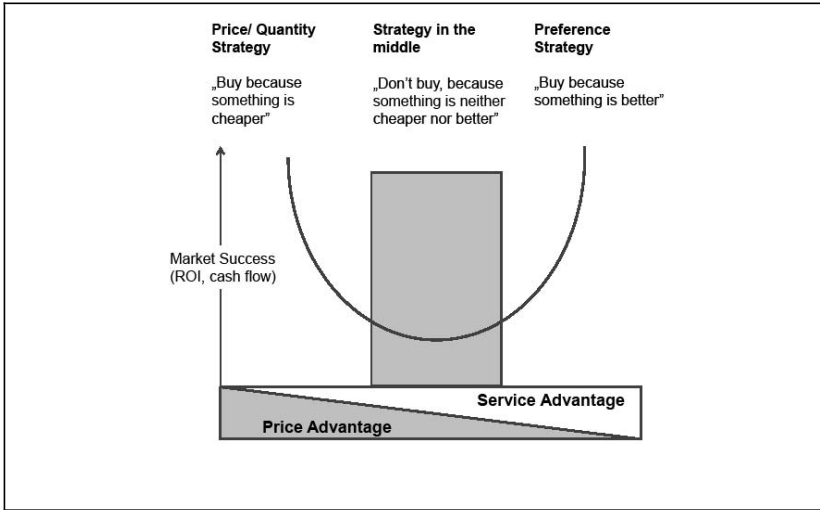 Price/ Quantity
Strategy
„Buy because
something is
cheaper”
Strategy in the
middle
„Don't buy, because
something is neither
cheaper nor better”
Preference
Strategy
„Buy because
something is better”
Market Success
(ROI, cash flow)
Service Advantage
Price Advantage